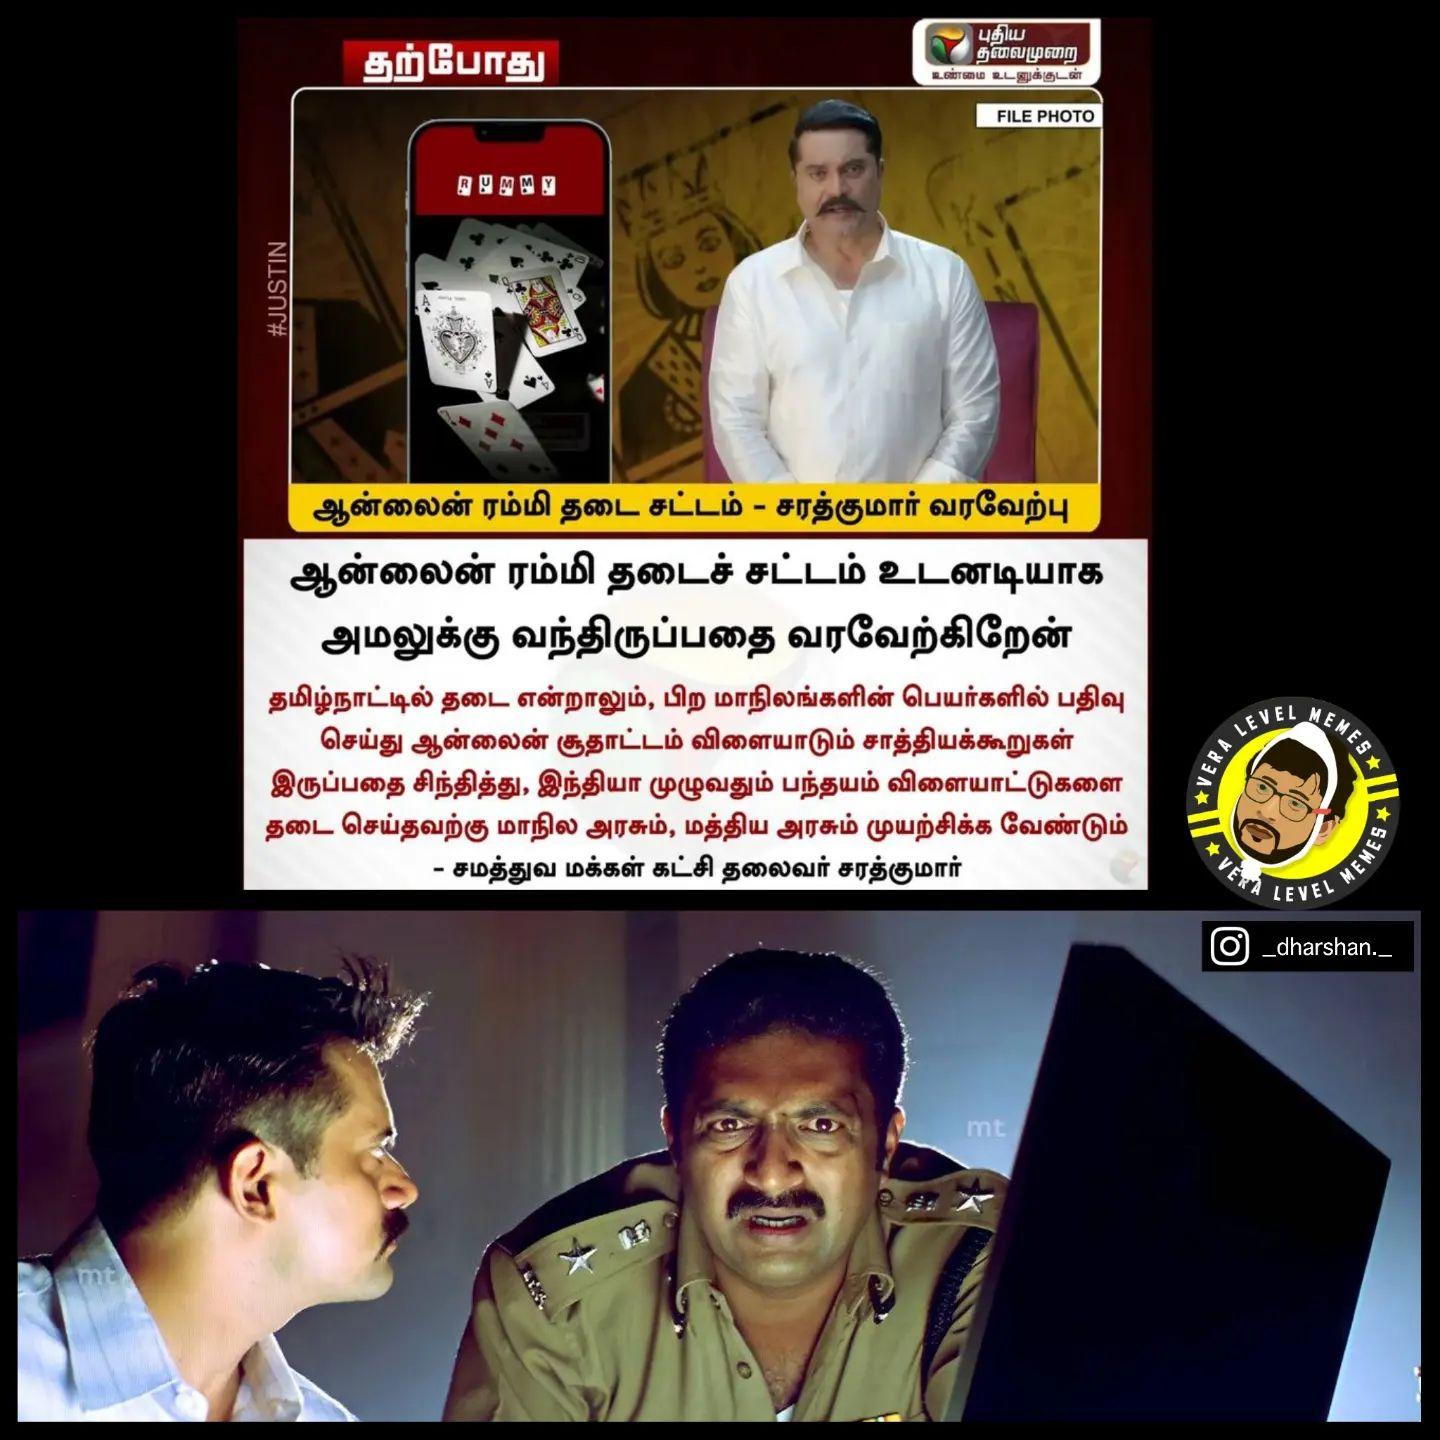 தற்போது
புதிய
தலைமுறை
உண்மை உடனுக்குடன்
FILE PHOTO
RUMMY
#JUSTIN
ஆன்லைன் ரம்மி தடை சட்டம் - சரத்குமார் வரவேற்பு
ஆன்லைன் ரம்மி தடைச் சட்டம் உடனடியாக
அமலுக்கு வந்திருப்பதை வரவேற்கிறேன்
தமிழ்நாட்டில் தடை என்றாலும், பிற மாநிலங்களின் பெயர்களில் பதிவு
செய்து ஆன்லைன் சூதாட்டம் விளையாடும் சாத்தியக்கூறுகள்
இருப்பதை சிந்தித்து, இந்தியா முழுவதும் பந்தயம் விளையாட்டுகளை
தடை செய்தவற்கு மாநில அரசும், மத்திய அரசும் முயற்சிக்க வேண்டும்
- சமத்துவ மக்கள் கட்சி தலைவர் சரத்குமார்
VERA LEVEL MEMES
VERA LEVEL MEMES
_dharshan._
mt
mt